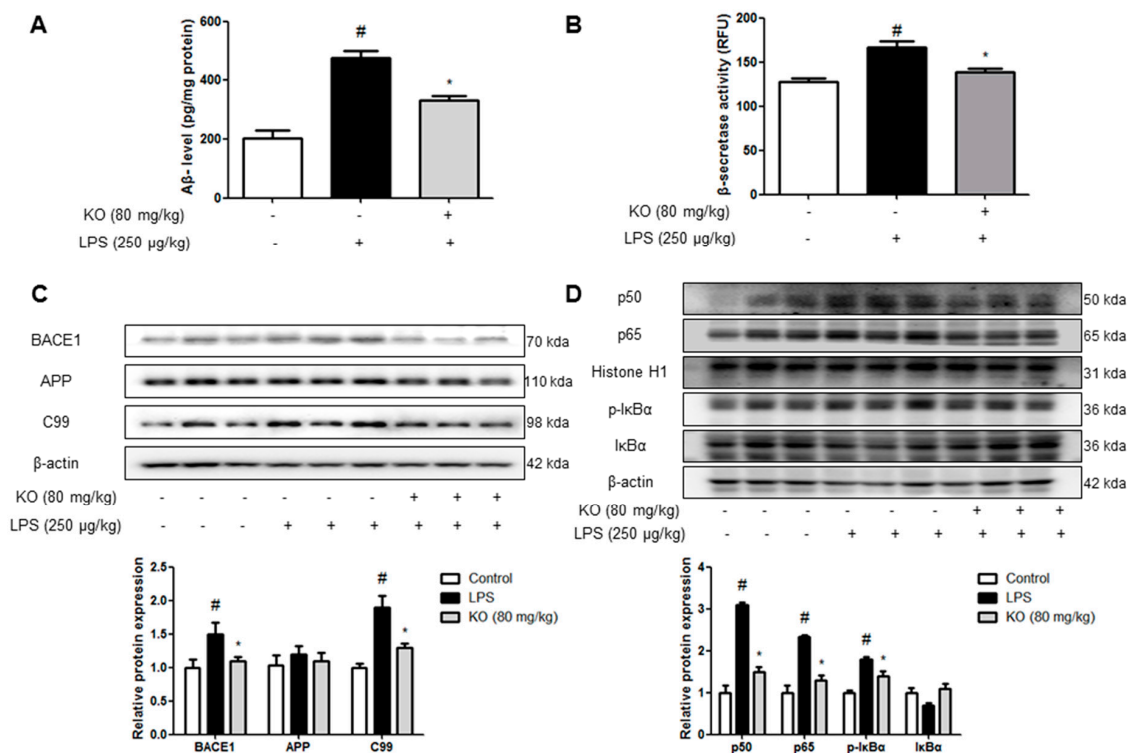 A
Aβ- level (pg/mg protein)
800
600
400
200
0
#
*
KO (80 mg/kg) - - +
LPS (250 µg/kg) - + +
B
β-secretase activity (RFU)
200
150
100
50
0
#
*
KO (80 mg/kg) - - +
LPS (250 µg/kg) - + +
C
BACE1 70 kda
APP 110 kda
C99 98 kda
β-actin 42 kda
KO (80 mg/kg) - - - - - - + + +
LPS (250 µg/kg) - - - + + + + + +
Relative protein expression
2.5
2.0
1.5
1.0
0.5
0.0
# * # *
BACE1 APP C99
Control
LPS
KO (80 mg/kg)
D
p50 50 kda
p65 65 kda
Histone H1 31 kda
p-IκBα 36 kda
IκBα 36 kda
β-actin 42 kda
KO (80 mg/kg) - - - - - - + + +
LPS (250 µg/kg) - - - + + + + + +
Relative protein expression
4
3
2
1
0
# * # * # *
p50 p65 p-IκBα IκBα
Control
LPS
KO (80 mg/kg)